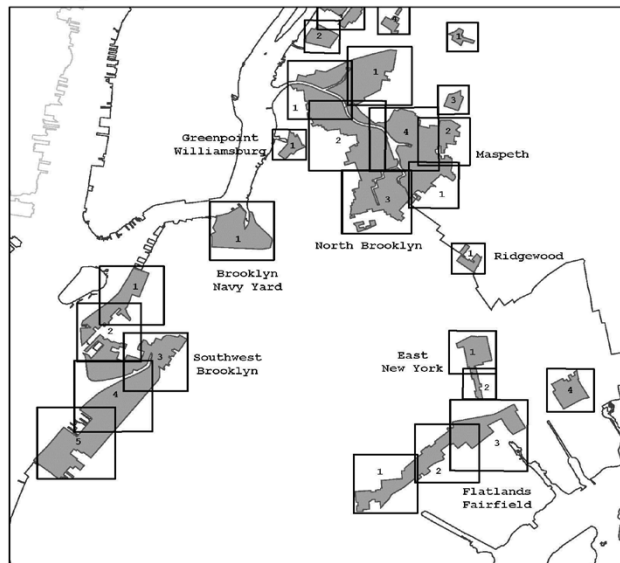 4
2
1
1
3
1
4
2
Greenpoint
Williamsburg
1
2
Maspeth
3
1
North Brooklyn
1
Brooklyn
Navy Yard
1
Ridgewood
1
2
3
Southwest
Brooklyn
East
New York
1
2
4
4
5
3
2
1
Flatlands
Fairfield